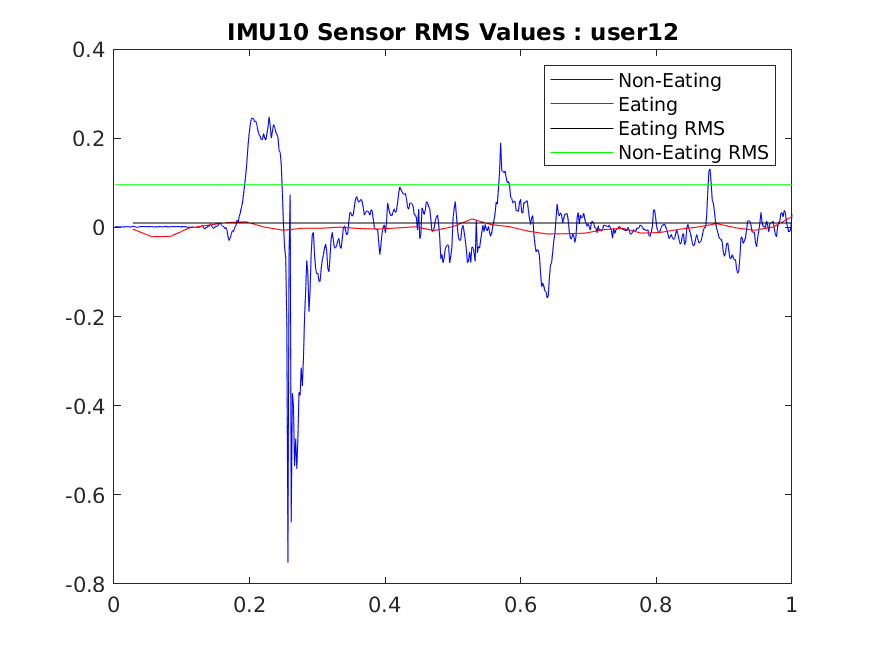 IMU10 Sensor RMS Values : user12
0.4
Non-Eating
Eating
Eating RMS
Non-Eating RMS
0.2
0
-0.2
-0.4
-0.6
-0.8
0 0.2 0.4 0.6 0.8 1